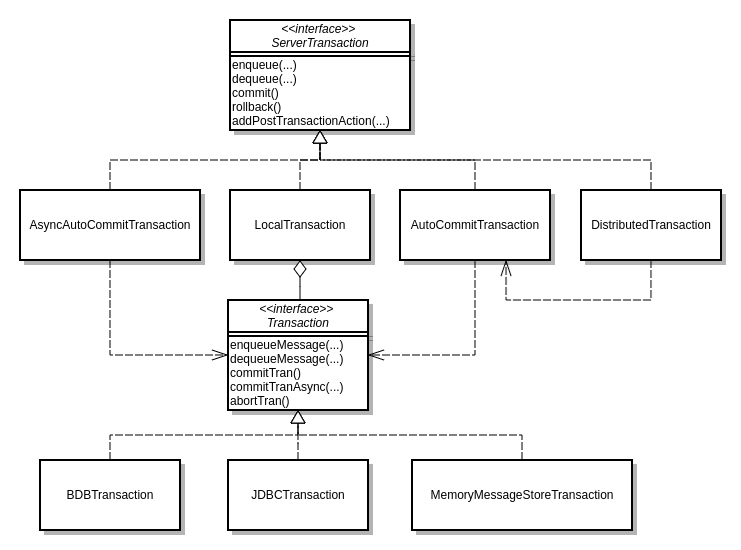 <<interface>>
ServerTransaction
enqueue(...)
dequeue(...)
commit()
rollback()
addPostTransactionAction(...)
AsyncAutoCommitTransaction
LocalTransaction
AutoCommitTransaction
DistributedTransaction
<<interface>>
Transaction
enqueueMessage(...)
dequeueMessage(...)
commitTran()
commitTranAsync(...)
abortTran()
BDBTransaction
JDBCTransaction
MemoryMessageStoreTransaction